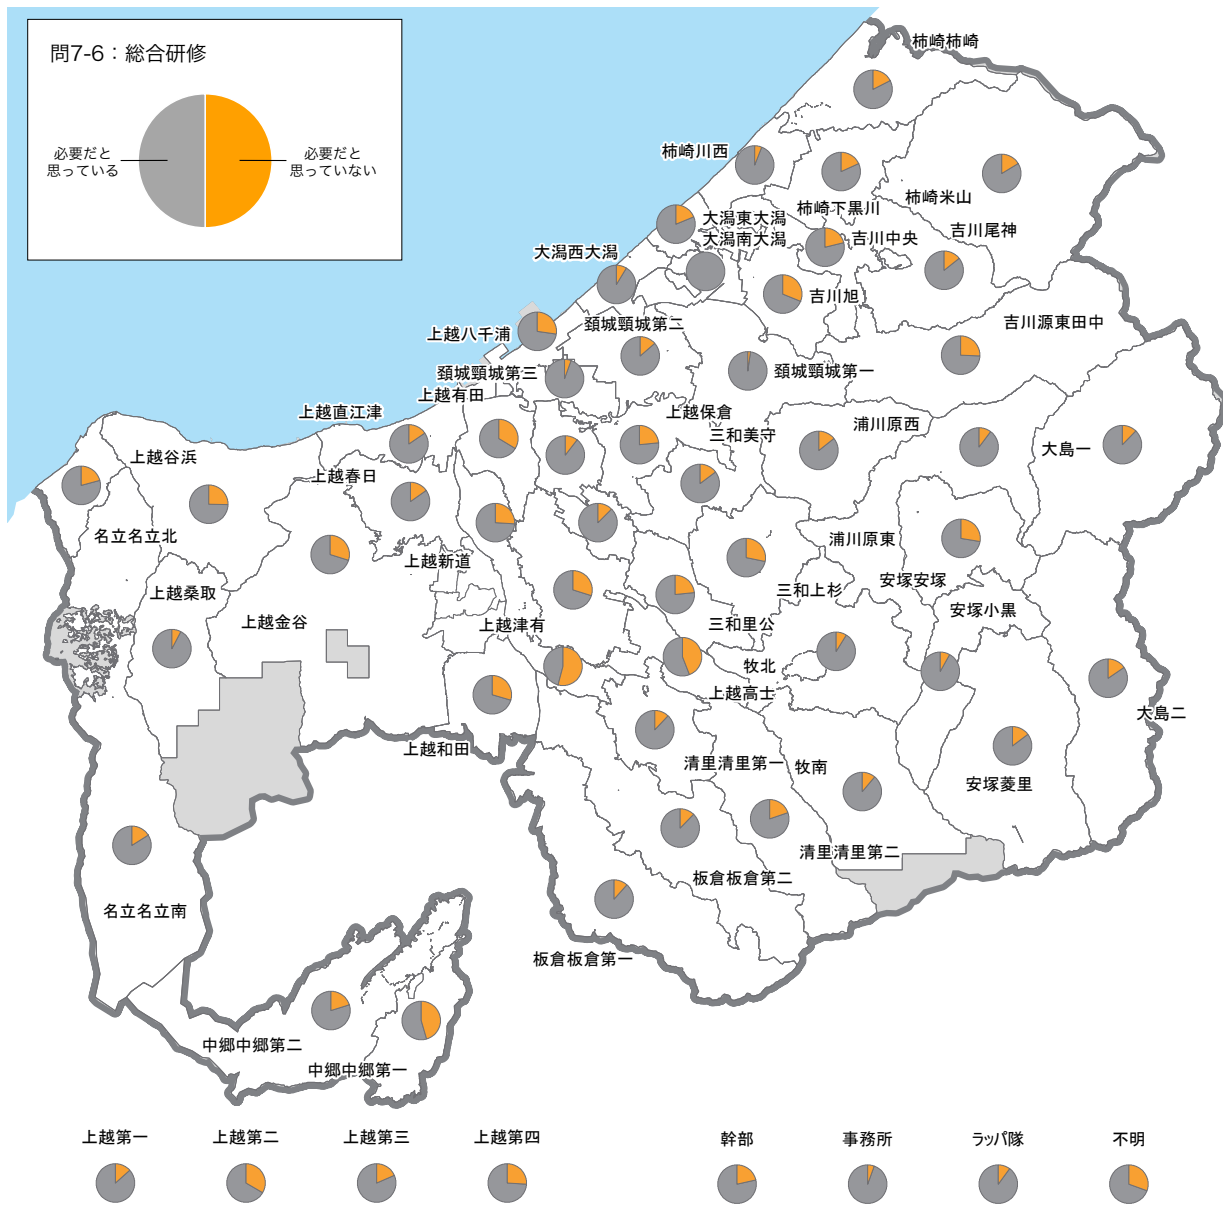 問7-6：総合研修
必要だと
思っている
必要だと
思っていない
柿崎柿崎
柿崎川西
柿崎米山
柿崎下黒川
大潟東大潟
吉川尾神
大潟南大潟
吉川中央
大潟西大潟
吉川旭
吉川源東田中
頚城頸城第二
上越八千浦
頚城頸城第三
頚城頸城第一
上越有田
上越直江津
上越保倉
浦川原西
三和美守
大島一
上越谷浜
上越春日
名立名立北
浦川原東
上越新道
安塚安塚
上越桑取
三和上杉
安塚小黒
上越金谷
上越津有
三和里公
牧北
上越高士
大島二
上越和田
清里清里第一
牧南
安塚菱里
清里清里第二
板倉板倉第二
名立名立南
板倉板倉第一
中郷中郷第二
中郷中郷第一
上越第一
上越第二
上越第三
上越第四
幹部
事務所
ラッパ隊
不明